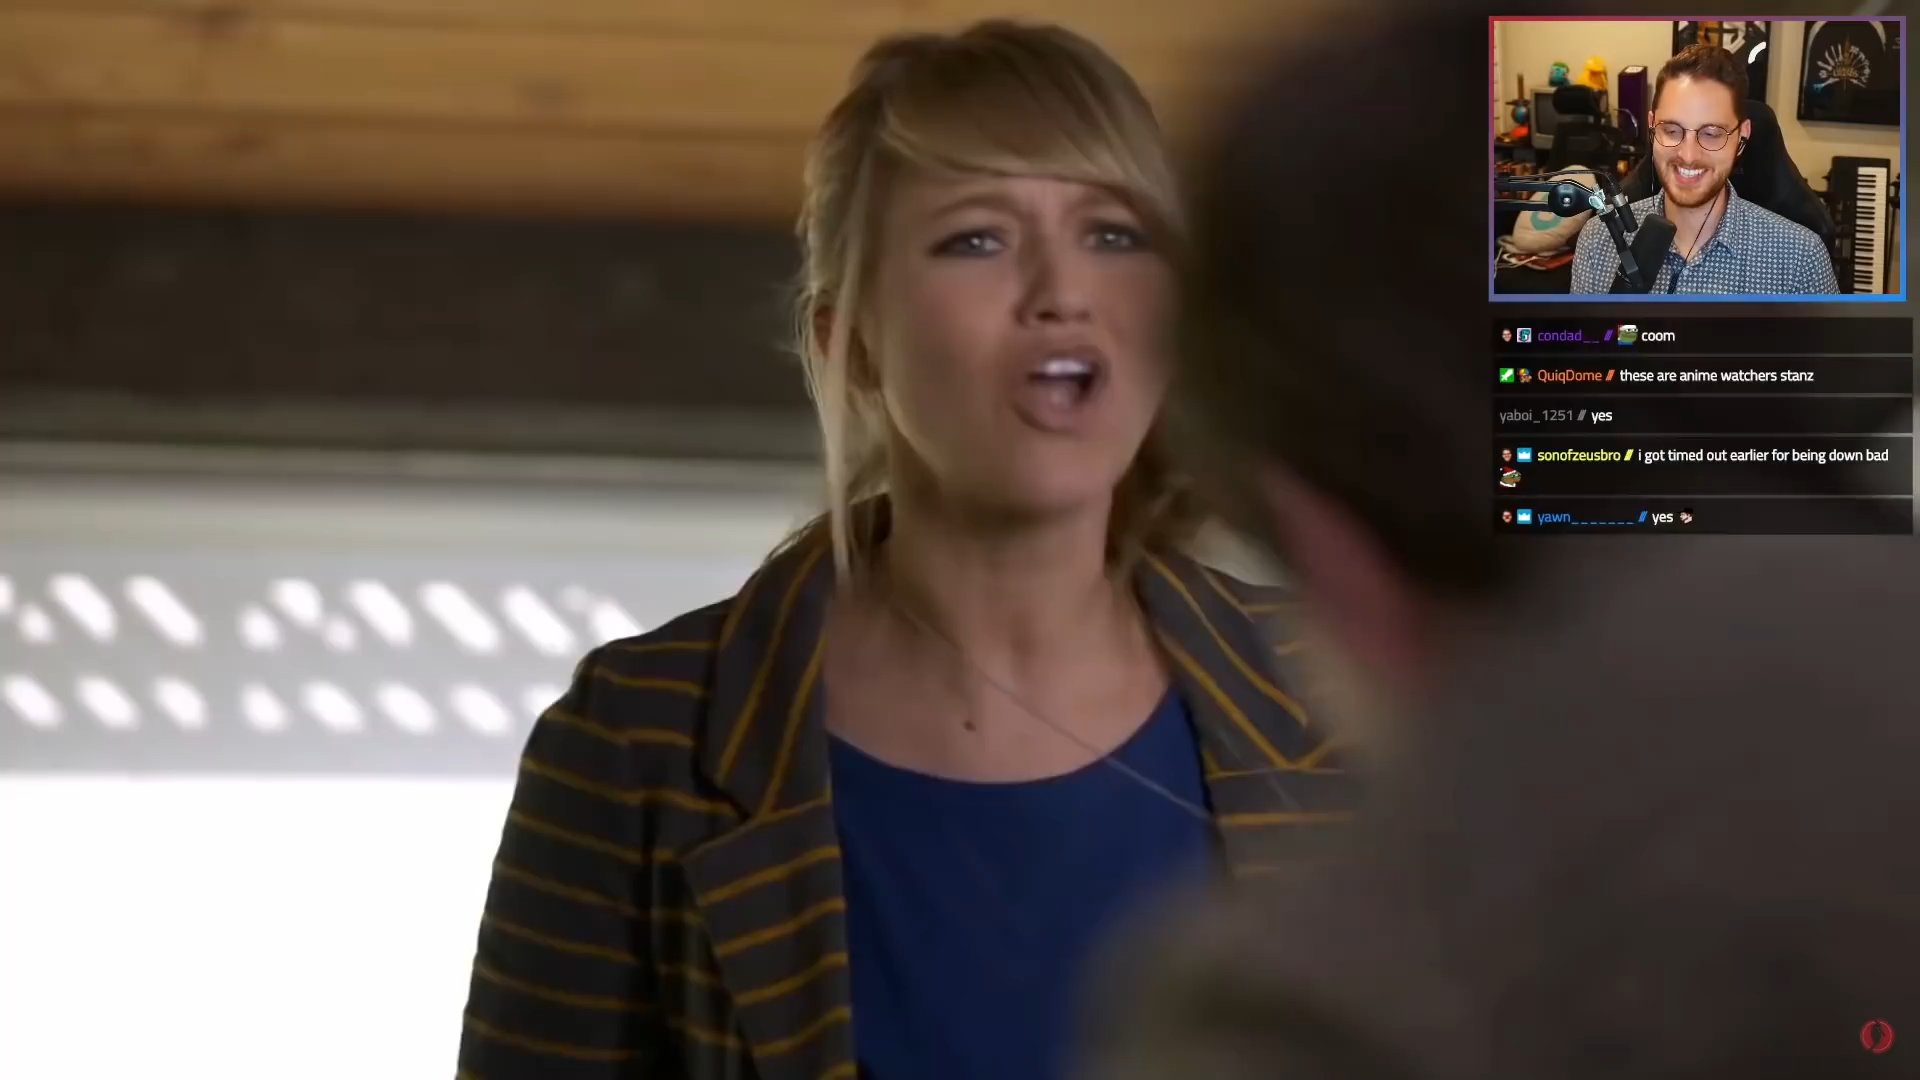 condad__ // coom
QuiqDome // these are anime watchers stanz
yaboi_1251 // yes
sonofzeusbro // i got timed out earlier for being down bad
yawn_______ // yes